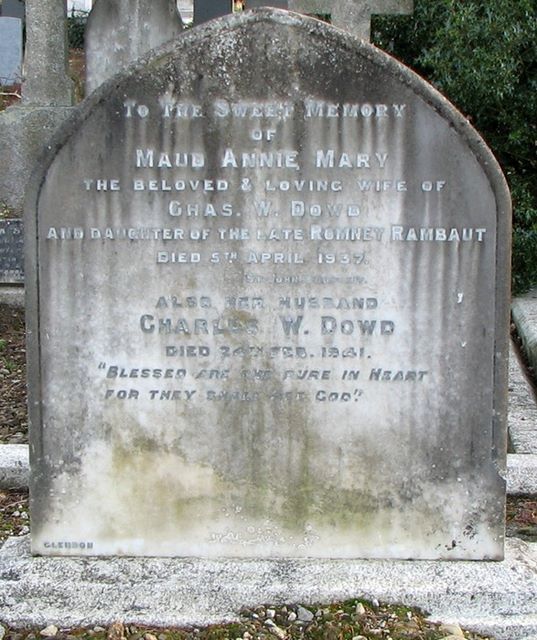 To The Sweet Memory
of
Maud Annie Mary
the beloved & loving wife of
Chas. W. Dowd
and daughter of the late Romney Rambaut
Died 5th April 1937.
Also her husband
Charles W. Dowd
Died 24th Feb. 1941.
"Blessed are the pure in Heart
for they shall see God".
Glendon